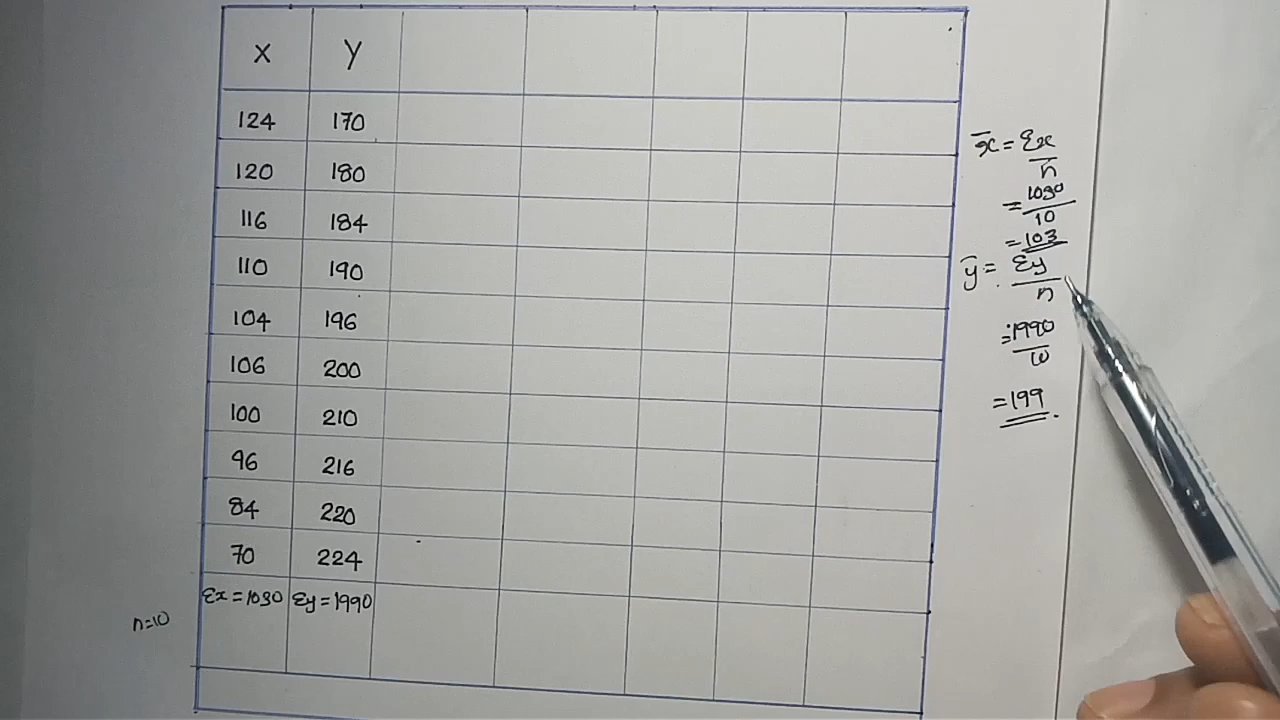 X Y
124 170
120 180
116 184
110 190
104 196
106 200
100 210
96 216
84 220
70 224
Σx = 1030 Σy = 1990
n=10
x̄ = Σx
n
= 1030
10
= 103
ȳ = Σy
n
= 1990
10
= 199